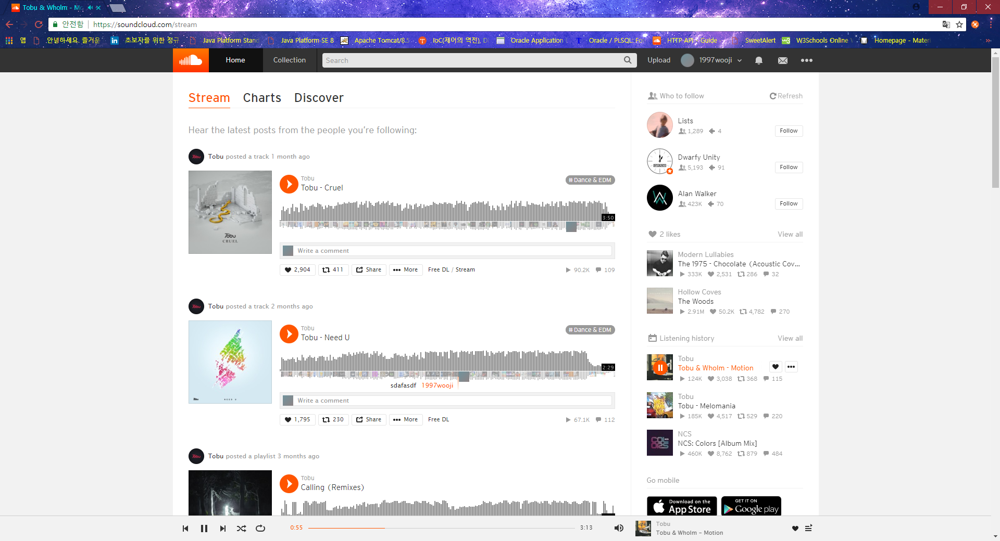 Tobu & Wholm - Mo
안전함 https://soundcloud.com/stream
앱 안녕하세요. 즐거운 초보자를 위한 정규 Java Platform Stand Java Platform SE 8 Apache Tomcat/8.5 IoC(제어의 역전), D Oracle Application Oracle / PLSQL: HTTP API - Guide SweetAlert W3Schools Online Homepage - Materi
Home Collection Search Upload 1997wooji
Stream Charts Discover
Hear the latest posts from the people you're following:
Tobu posted a track 1 month ago
Tobu
Tobu - Cruel
# Dance & EDM
3:50
Tobu
CRUEL
Write a comment
2,904 411 Share More Free DL / Stream 90.2K 109
Tobu posted a track 2 months ago
Tobu
Tobu - Need U
# Dance & EDM
2:29
sdafasdf 1997wooji
Write a comment
1,795 230 Share More Free DL 67.1K 112
Tobu posted a playlist 3 months ago
Tobu
Calling (Remixes)
Who to follow Refresh
Lists
1,289 4 Follow
Dwarfy Unity
5,193 91 Follow
Alan Walker
423K 70 Follow
2 likes View all
Modern Lullabies
The 1975 - Chocolate (Acoustic Cov...
333K 2,531 286 32
Hollow Coves
The Woods
2.91M 50.2K 4,782 270
Listening history View all
Tobu
Tobu & Wholm - Motion
124K 3,038 368 115
Tobu
Tobu - Melomania
185K 4,517 529 220
NCS
NCS: Colors [Album Mix]
460K 8,762 879 484
Go mobile
Download on the
App Store
GET IT ON
Google play
0:55 3:13
Tobu
Tobu & Wholm – Motion